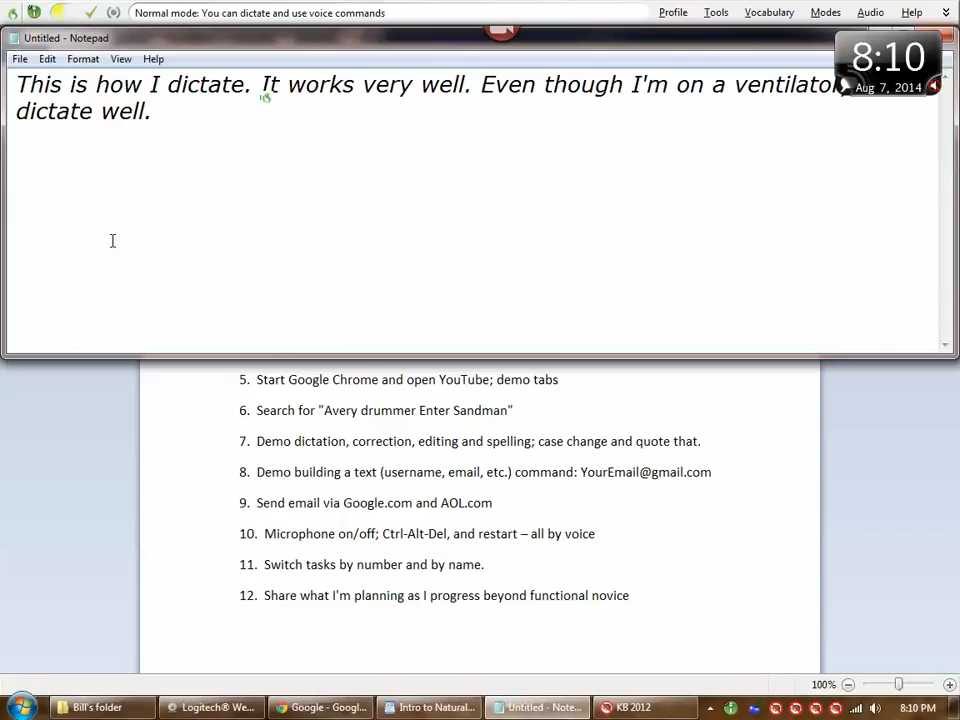 Normal mode: You can dictate and use voice commands
Profile Tools Vocabulary Modes Audio Help
Untitled - Notepad
8:10
Aug 7, 2014
File Edit Format View Help
This is how I dictate. It works very well. Even though I'm on a ventilator
dictate well.
5. Start Google Chrome and open YouTube; demo tabs
6. Search for "Avery drummer Enter Sandman"
7. Demo dictation, correction, editing and spelling; case change and quote that.
8. Demo building a text (username, email, etc.) command: YourEmail@gmail.com
9. Send email via Google.com and AOL.com
10. Microphone on/off; Ctrl-Alt-Del, and restart – all by voice
11. Switch tasks by number and by name.
12. Share what I'm planning as I progress beyond functional novice
100%
Bill's folder Logitech® We... Google - Googl... Intro to Natural... Untitled - Note... KB 2012 8:10 PM